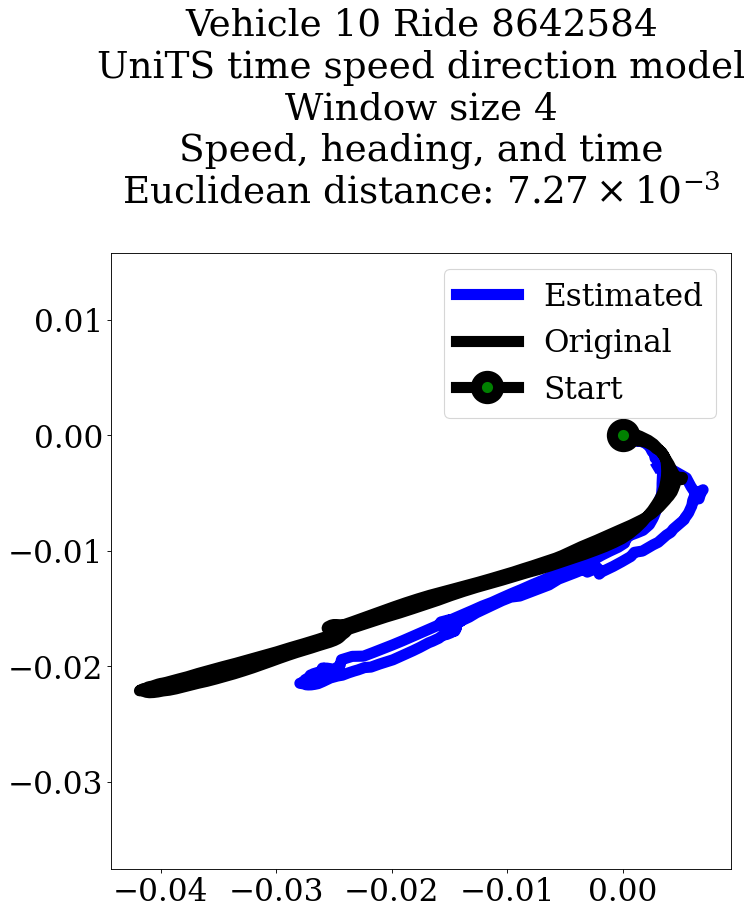 Vehicle 10 Ride 8642584
UniTS time speed direction model
Window size 4
Speed, heading, and time
Euclidean distance: 7.27 × 10⁻³
Estimated
Original
Start
0.01
0.00
−0.01
−0.02
−0.03
−0.04 −0.03 −0.02 −0.01 0.00